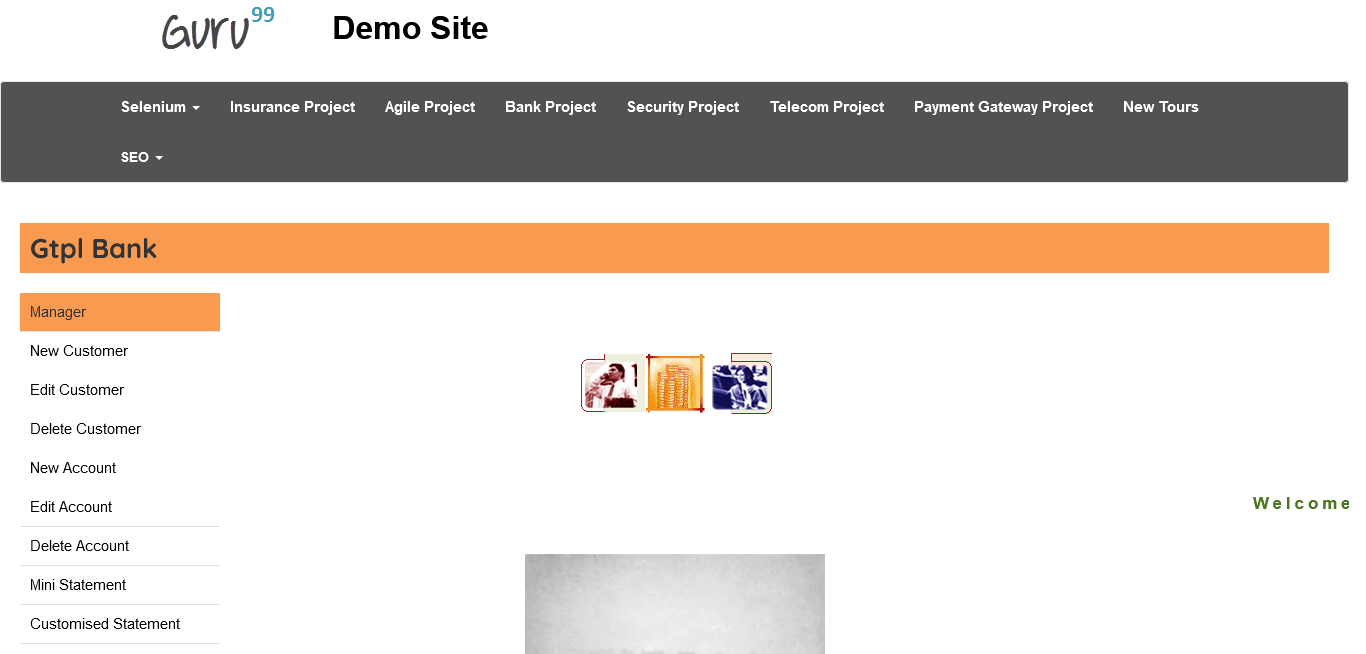 Guru99
Demo Site
Selenium Insurance Project Agile Project Bank Project Security Project Telecom Project Payment Gateway Project New Tours
SEO
Gtpl Bank
Manager
New Customer
Edit Customer
Delete Customer
New Account
Edit Account
Welcome
Delete Account
Mini Statement
Customised Statement